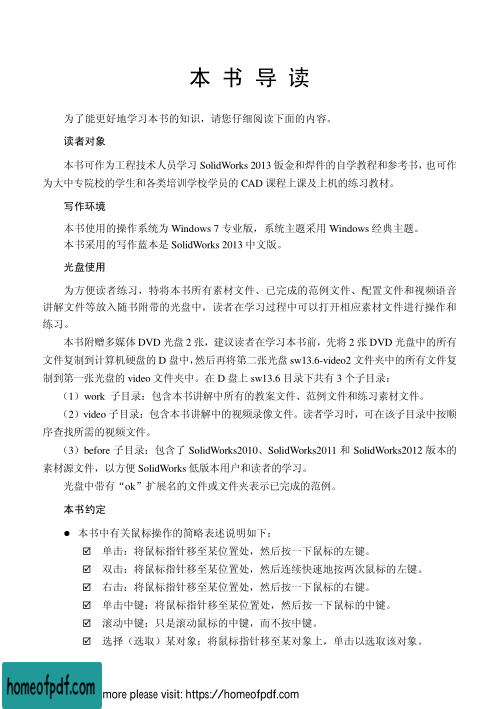 本 书 导 读
为了能更好地学习本书的知识，请您仔细阅读下面的内容。
读者对象
本书可作为工程技术人员学习 SolidWorks 2013 钣金和焊件的自学教程和参考书，也可作
为大中专院校的学生和各类培训学校学员的 CAD 课程上课及上机的练习教材。
写作环境
本书使用的操作系统为 Windows 7 专业版，系统主题采用 Windows 经典主题。
本书采用的写作蓝本是 SolidWorks 2013 中文版。
光盘使用
为方便读者练习，特将本书所有素材文件、已完成的范例文件、配置文件和视频语音
讲解文件等放入随书附带的光盘中，读者在学习过程中可以打开相应素材文件进行操作和
练习。
本书附赠多媒体 DVD 光盘 2 张，建议读者在学习本书前，先将 2 张 DVD 光盘中的所有
文件复制到计算机硬盘的 D 盘中，然后再将第二张光盘 sw13.6-video2 文件夹中的所有文件复
制到第一张光盘的 video 文件夹中。在 D 盘上 sw13.6 目录下共有 3 个子目录：
（1）work 子目录：包含本书讲解中所有的教案文件、范例文件和练习素材文件。
（2）video 子目录：包含本书讲解中的视频录像文件。读者学习时，可在该子目录中按顺
序查找所需的视频文件。
（3）before 子目录：包含了 SolidWorks2010、SolidWorks2011 和 SolidWorks2012 版本的
素材源文件，以方便 SolidWorks 低版本用户和读者的学习。
光盘中带有“ok”扩展名的文件或文件夹表示已完成的范例。
本书约定
● 本书中有关鼠标操作的简略表述说明如下：
☑ 单击：将鼠标指针移至某位置处，然后按一下鼠标的左键。
☑ 双击：将鼠标指针移至某位置处，然后连续快速地按两次鼠标的左键。
☑ 右击：将鼠标指针移至某位置处，然后按一下鼠标的右键。
☑ 单击中键：将鼠标指针移至某位置处，然后按一下鼠标的中键。
☑ 滚动中键：只是滚动鼠标的中键，而不按中键。
☑ 选择（选取）某对象：将鼠标指针移至某对象上，单击以选取该对象。
homeofpdf.com
more please visit: https://homeofpdf.com